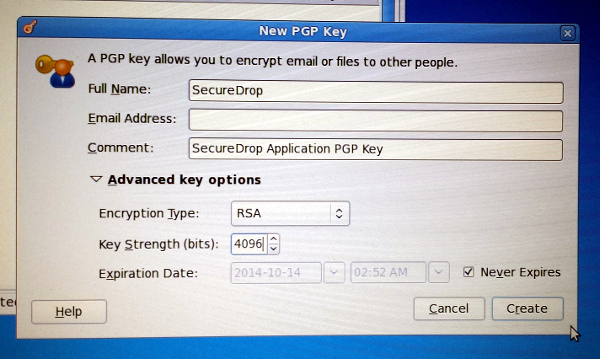 New PGP Key
A PGP key allows you to encrypt email or files to other people.
Full Name: SecureDrop
Email Address:
Comment: SecureDrop Application PGP Key
Advanced key options
Encryption Type: RSA
Key Strength (bits): 4096
Expiration Date: 2014-10-14 02:52 AM Never Expires
Help Cancel Create